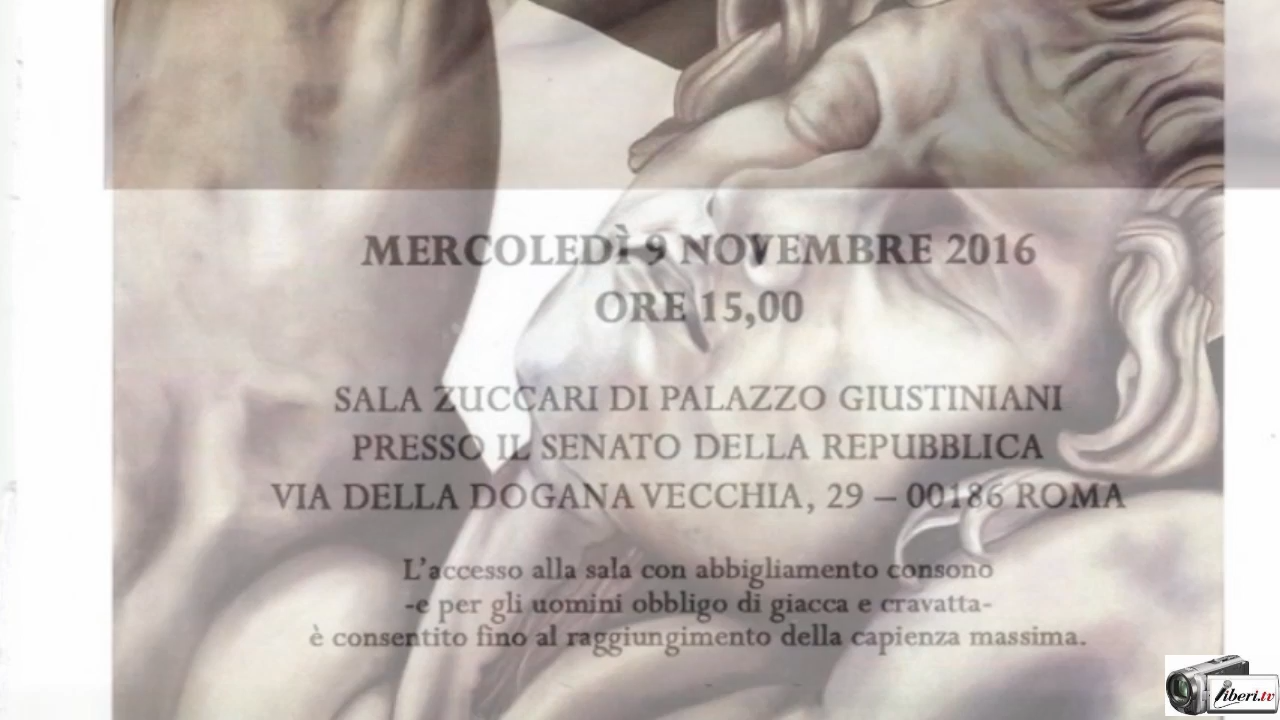 MERCOLEDÌ 9 NOVEMBRE 2016
ORE 15,00
SALA ZUCCARI DI PALAZZO GIUSTINIANI
PRESSO IL SENATO DELLA REPUBBLICA
VIA DELLA DOGANA VECCHIA, 29 – 00186 ROMA
L'accesso alla sala con abbigliamento consono
-e per gli uomini obbligo di giacca e cravatta-
è consentito fino al raggiungimento della capienza massima.
liberi.tv